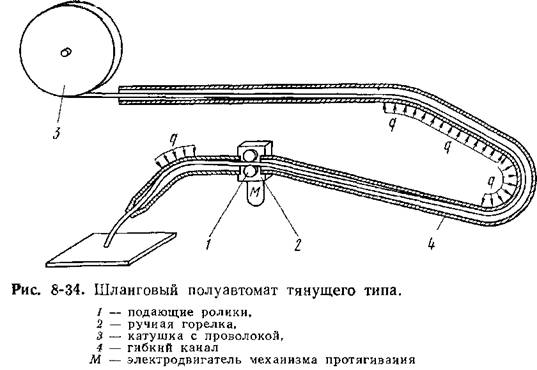 3
q
q
q
q
M
1
2
4
Рис. 8-34. Шланговый полуавтомат тянущего типа.
1 — подающие ролики,
2 — ручная горелка,
3 — катушка с проволокой,
4 — гибкий канал
М — электродвигатель механизма протягивания